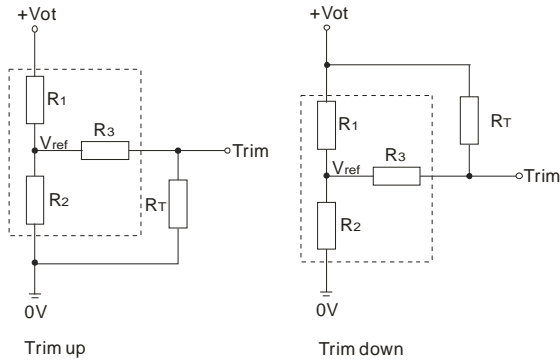 +Vot
R1
Vref
R3
Trim
R2
RT
0V
Trim up
+Vot
R1
RT
Vref
R3
Trim
R2
0V
Trim down